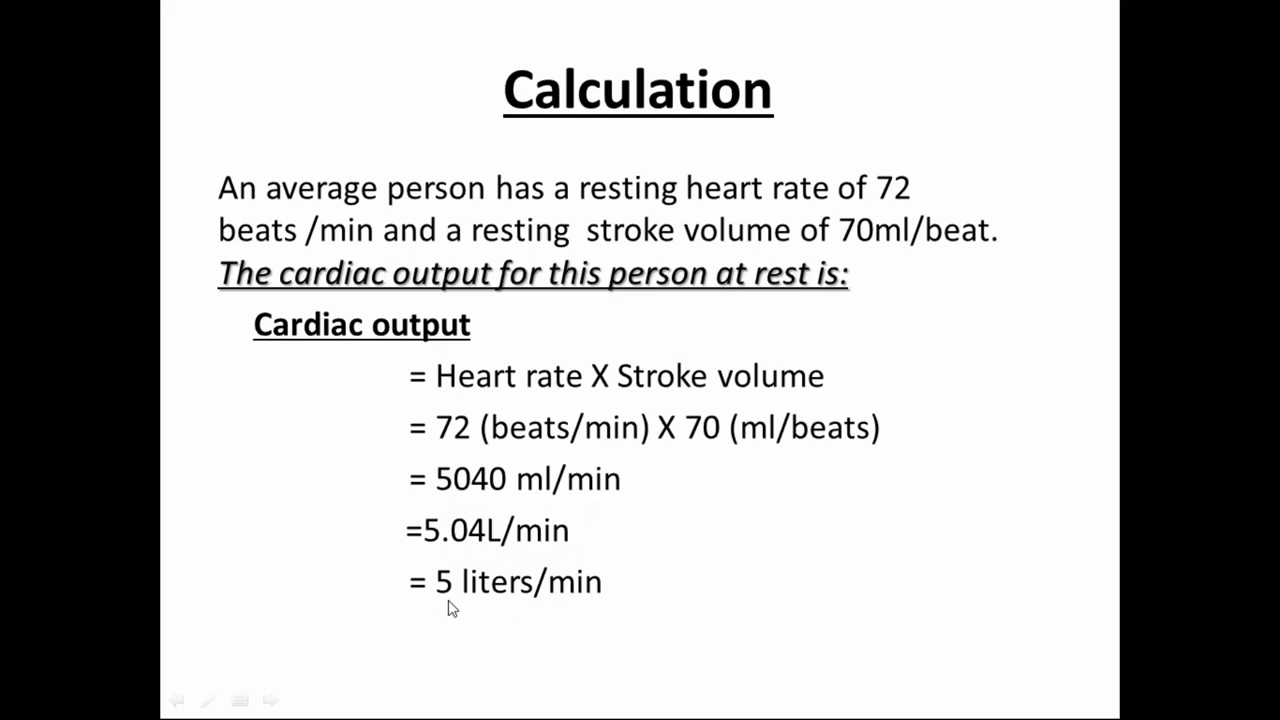 Calculation
An average person has a resting heart rate of 72
beats /min and a resting  stroke volume of 70ml/beat.
The cardiac output for this person at rest is:
Cardiac output
= Heart rate X Stroke volume
= 72 (beats/min) X 70 (ml/beats)
= 5040 ml/min
=5.04L/min
= 5 liters/min